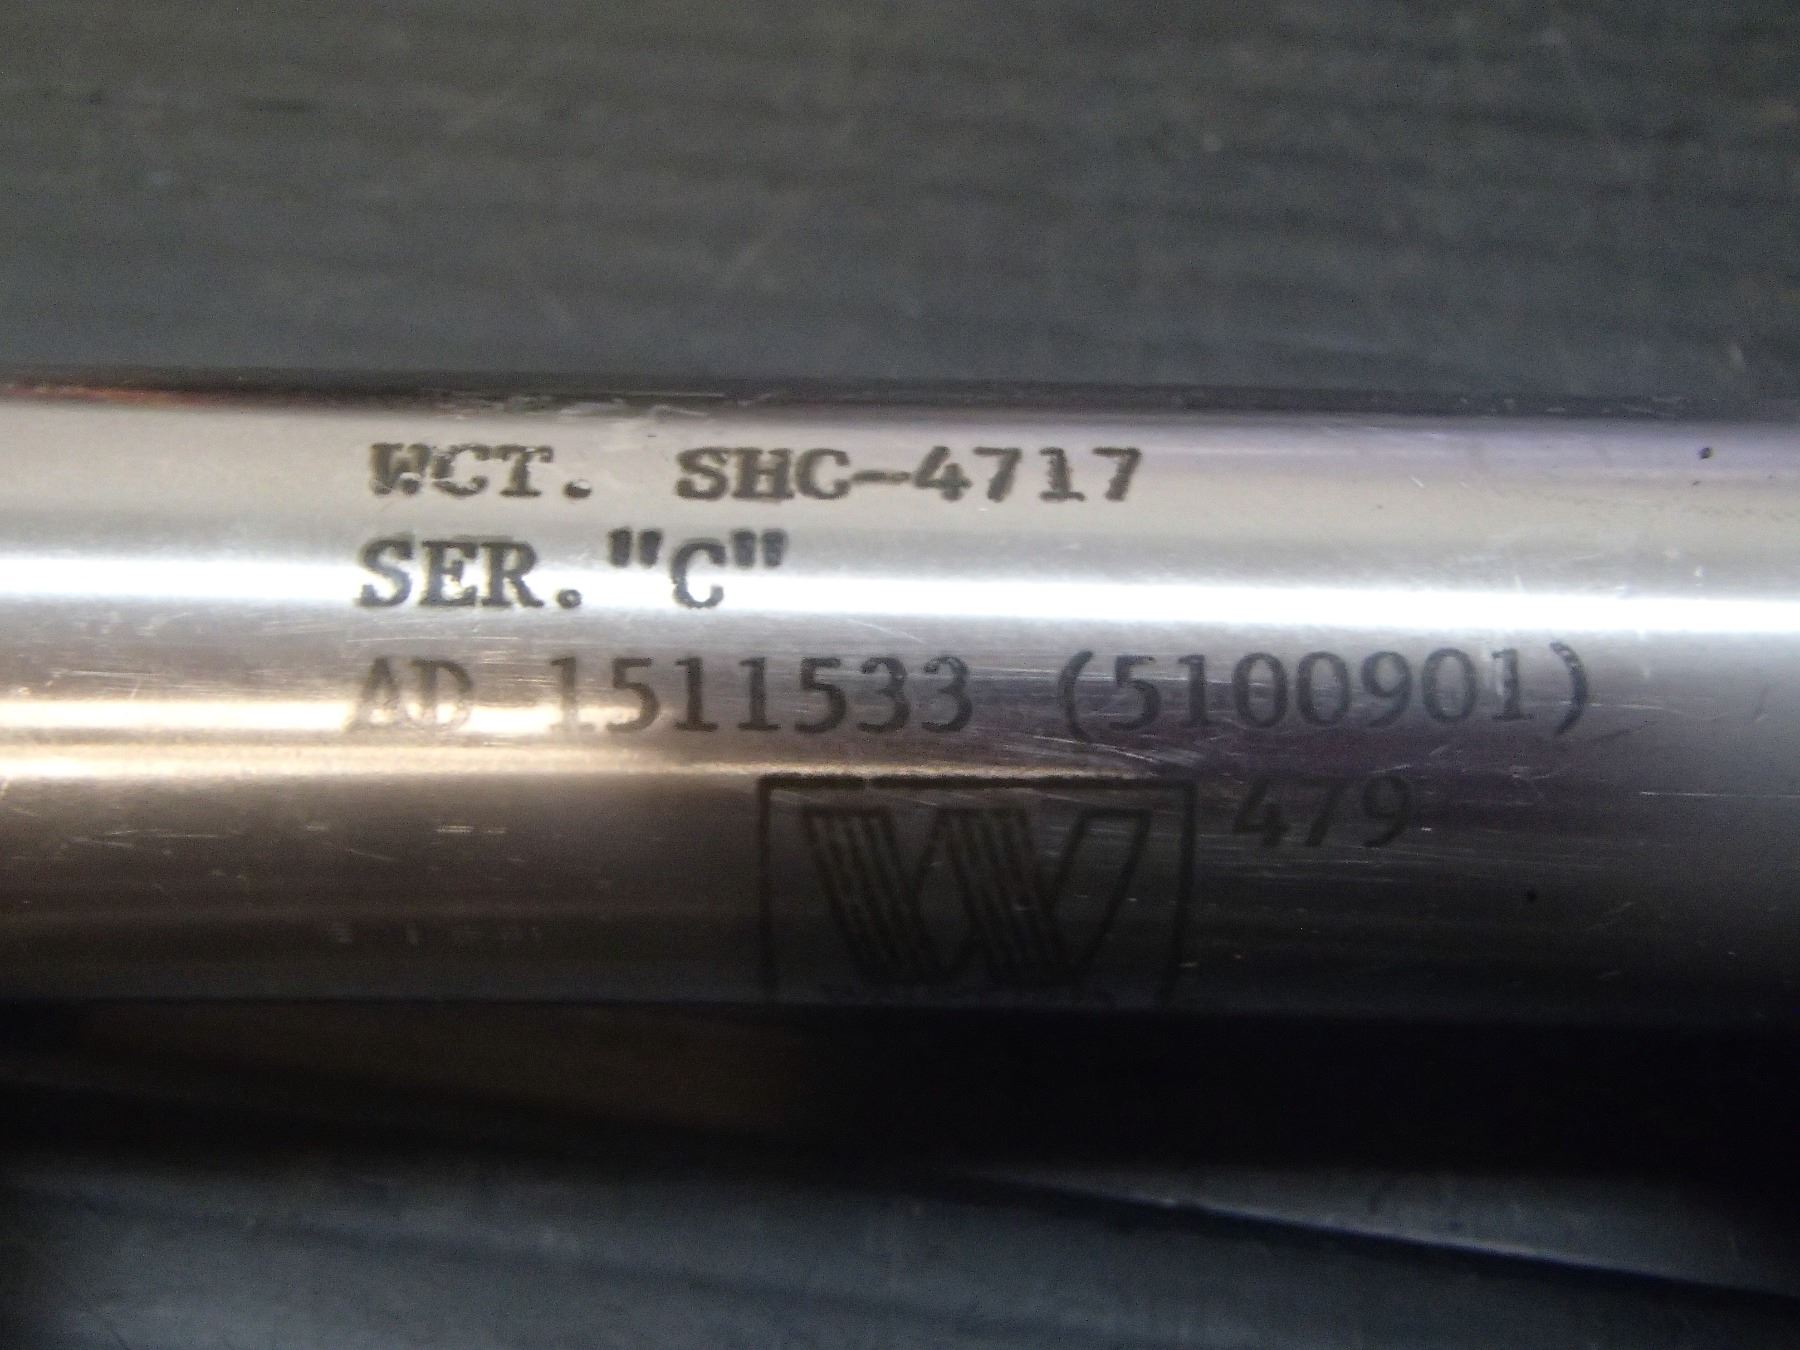 WCT. SHC-4717
SER. "C"
AD 1511533 (5100901)
W 479